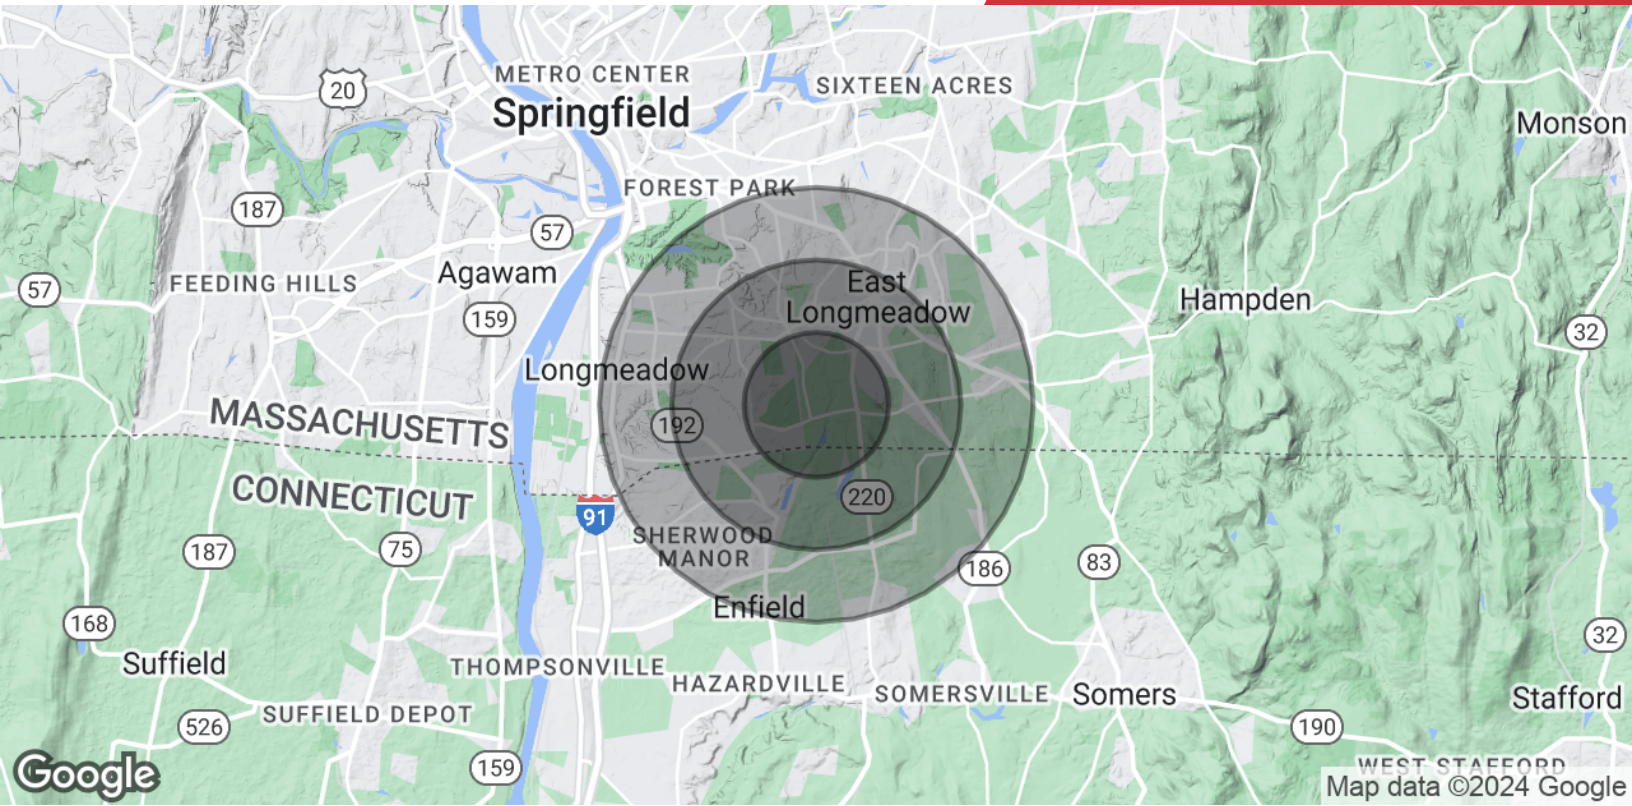 METRO CENTER
Springfield
SIXTEEN ACRES
20
Monson
FOREST PARK
187
57
Agawam
FEEDING HILLS
57
159
East
Longmeadow
Hampden
32
Longmeadow
192
MASSACHUSETTS
CONNECTICUT
91
220
SHERWOOD
MANOR
187
75
186
83
Enfield
168
32
Suffield
THOMPSONVILLE
HAZARDVILLE
SOMERSVILLE
Somers
Stafford
SUFFIELD DEPOT
526
190
159
WEST STAFFORD
Google
Map data ©2024 Google